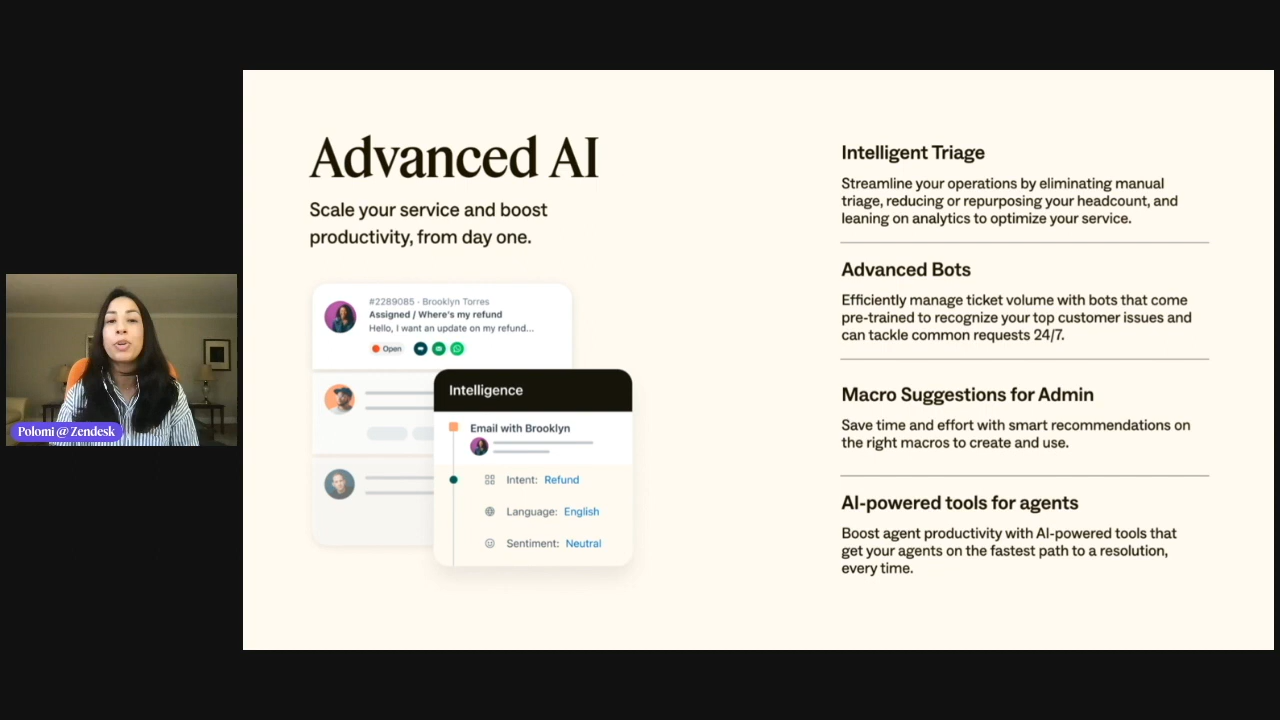 Advanced AI
Scale your service and boost
productivity, from day one.
#2289085 · Brooklyn Torres
Assigned / Where's my refund
Hello, I want an update on my refund...
Open
Intelligence
Email with Brooklyn
Intent: Refund
Language: English
Sentiment: Neutral
Intelligent Triage
Streamline your operations by eliminating manual
triage, reducing or repurposing your headcount, and
leaning on analytics to optimize your service.
Advanced Bots
Efficiently manage ticket volume with bots that come
pre-trained to recognize your top customer issues and
can tackle common requests 24/7.
Macro Suggestions for Admin
Save time and effort with smart recommendations on
the right macros to create and use.
AI-powered tools for agents
Boost agent productivity with AI-powered tools that
get your agents on the fastest path to a resolution,
every time.
Polomi @ Zendesk